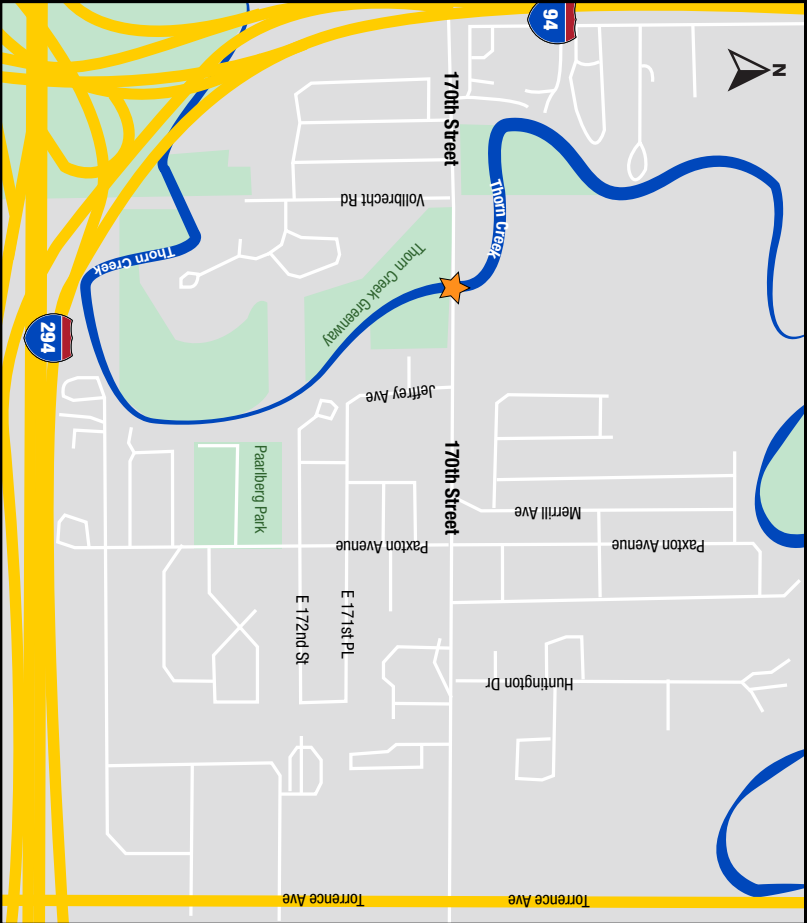 N
94
Paxton Avenue
Merrill Ave
Huntington Dr
Torrence Ave
Thorn Creek
170th Street
170th Street
Vollbrecht Rd
Jeffrey Ave
Paxton Avenue
Thorn Creek Greenway
E 171st PL
Torrence Ave
E 172nd St
Paarlberg Park
Thorn Creek
294